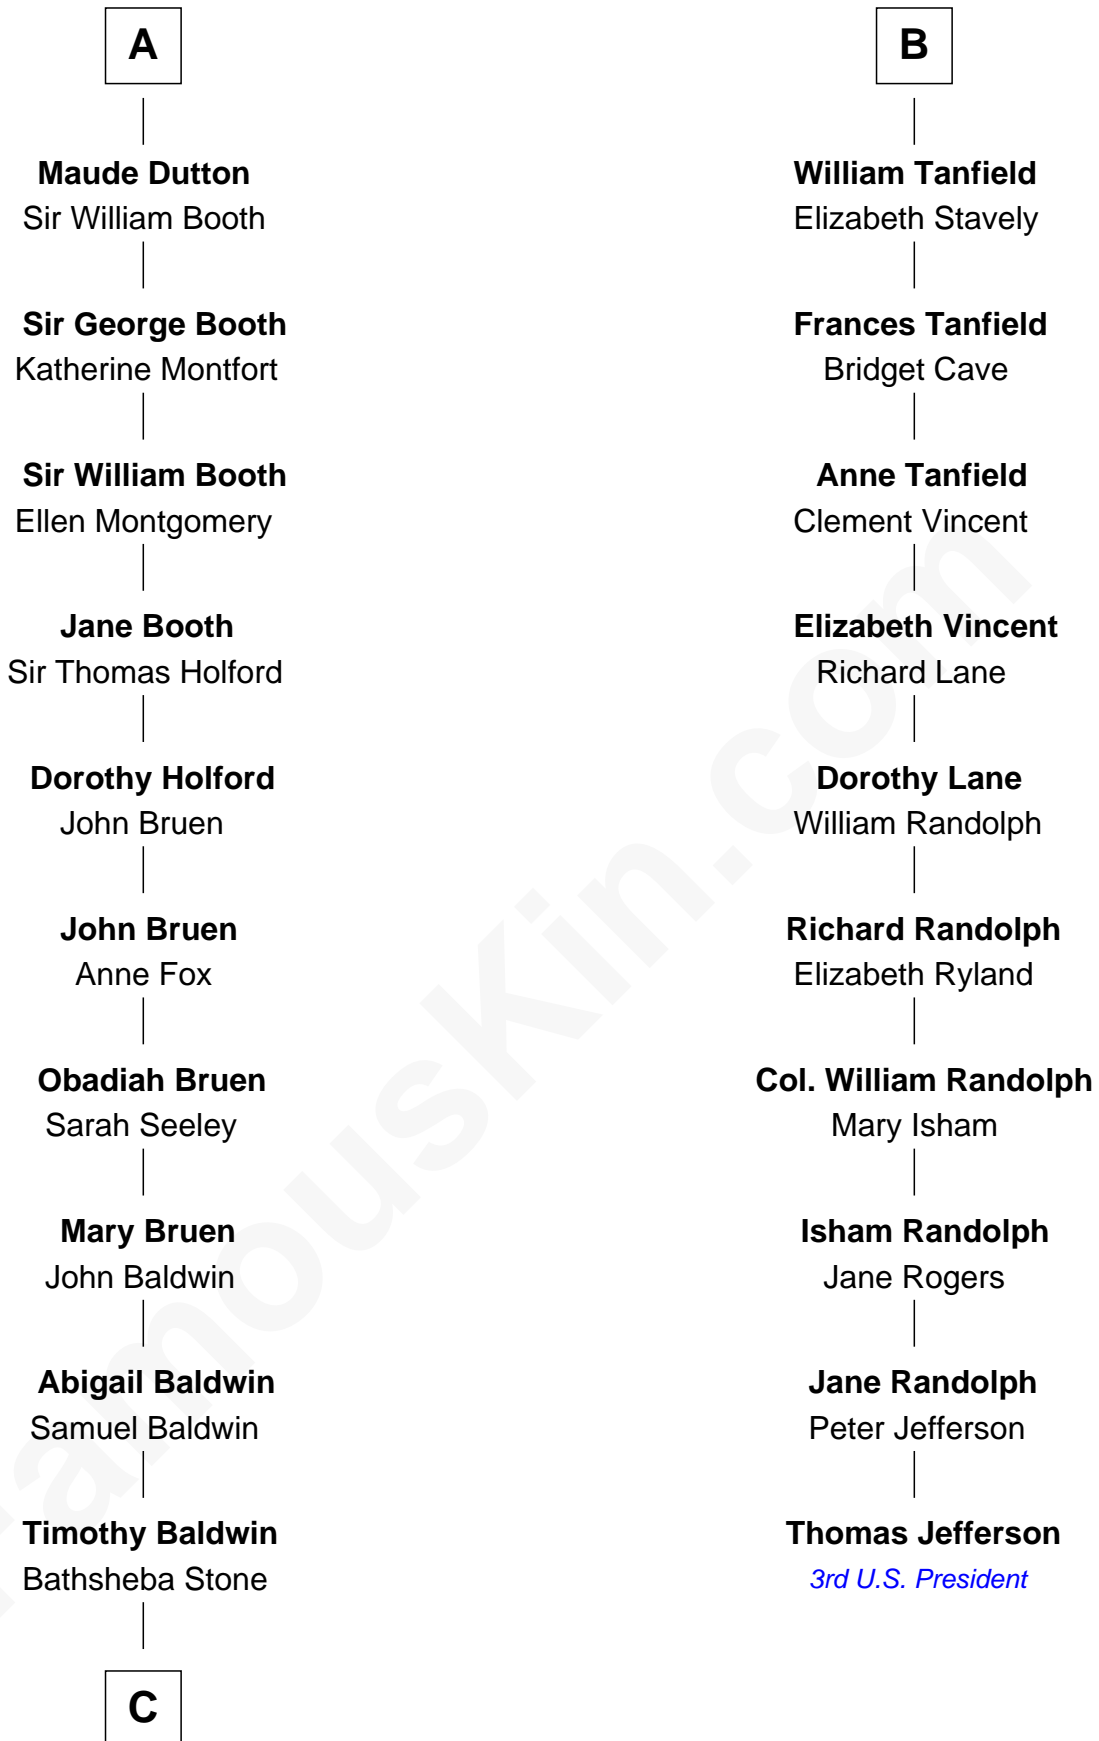 A
Maude Dutton
Sir William Booth
Sir George Booth
Katherine Montfort
Sir William Booth
Ellen Montgomery
Jane Booth
Sir Thomas Holford
Dorothy Holford
John Bruen
John Bruen
Anne Fox
Obadiah Bruen
Sarah Seeley
Mary Bruen
John Baldwin
Abigail Baldwin
Samuel Baldwin
Timothy Baldwin
Bathsheba Stone
C
B
William Tanfield
Elizabeth Stavely
Frances Tanfield
Bridget Cave
Anne Tanfield
Clement Vincent
Elizabeth Vincent
Richard Lane
Dorothy Lane
William Randolph
Richard Randolph
Elizabeth Ryland
Col. William Randolph
Mary Isham
Isham Randolph
Jane Rogers
Jane Randolph
Peter Jefferson
Thomas Jefferson
3rd U.S. President
FamousKin.com